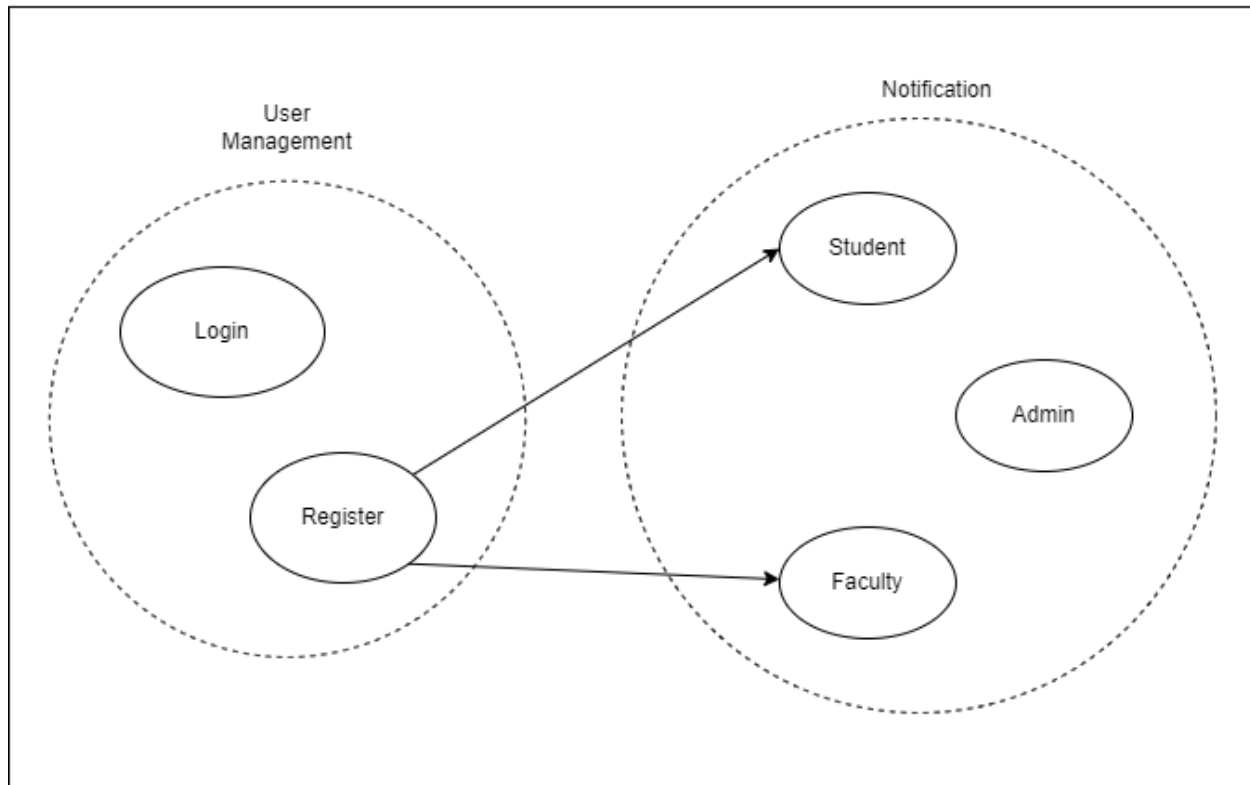 User
Management
Notification
Student
Login
Admin
Register
Faculty